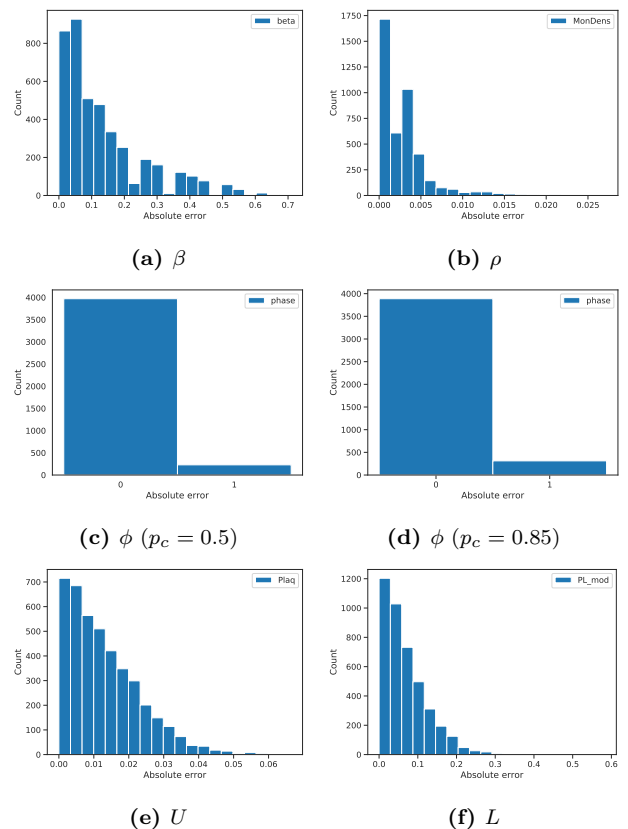 beta
800
600
400
200
0
Count
0.0 0.1 0.2 0.3 0.4 0.5 0.6 0.7
Absolute error
(a) β
MonDens
1750
1500
1250
1000
750
500
250
0
Count
0.000 0.005 0.010 0.015 0.020 0.025
Absolute error
(b) ρ
phase
4000
3500
3000
2500
2000
1500
1000
500
0
Count
0 1
Absolute error
(c) ϕ (p_c = 0.5)
phase
4000
3500
3000
2500
2000
1500
1000
500
0
Count
0 1
Absolute error
(d) ϕ (p_c = 0.85)
Plaq
700
600
500
400
300
200
100
0
Count
0.00 0.01 0.02 0.03 0.04 0.05 0.06
Absolute error
(e) U
PL_mod
1200
1000
800
600
400
200
0
Count
0.0 0.1 0.2 0.3 0.4 0.5 0.6
Absolute error
(f) L